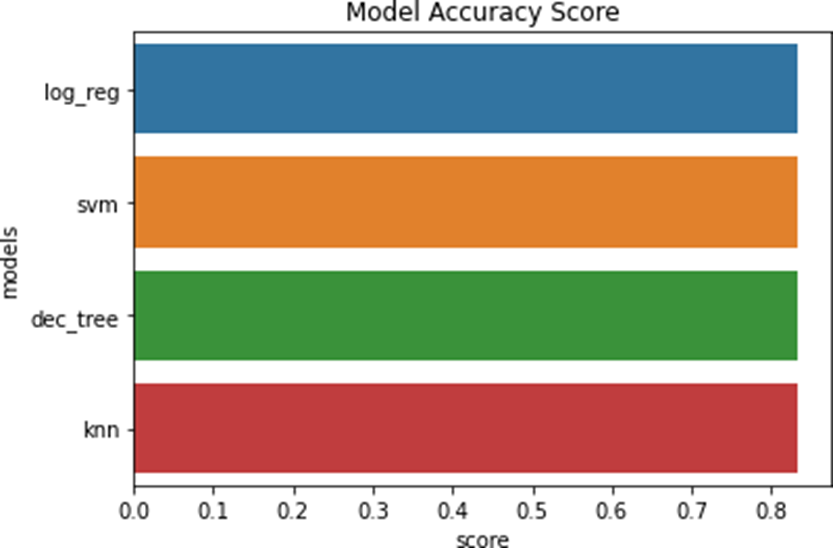 Model Accuracy Score
models
log_reg
svm
dec_tree
knn
0.0 0.1 0.2 0.3 0.4 0.5 0.6 0.7 0.8
score